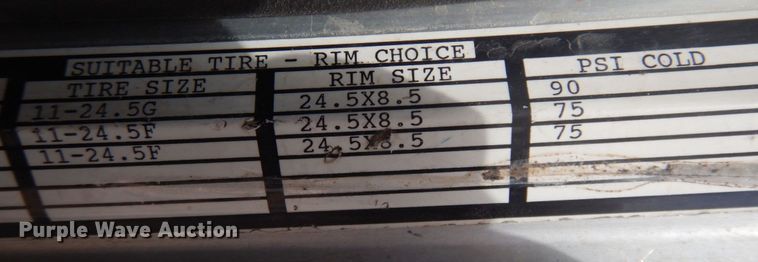 SUITABLE TIRE - RIM CHOICE
TIRE SIZE RIM SIZE PSI COLD
11-24.5G 24.5X8.5 90
11-24.5F 24.5X8.5 75
11-24.5F 24.5X8.5 75
Purple Wave Auction